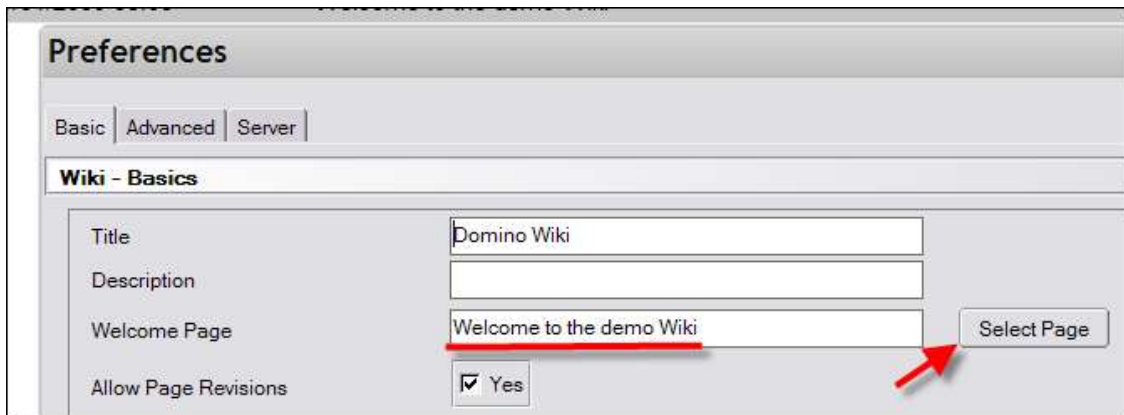 Preferences
Basic Advanced Server
Wiki - Basics
Title Domino Wiki
Description
Welcome Page Welcome to the demo Wiki Select Page
Allow Page Revisions Yes